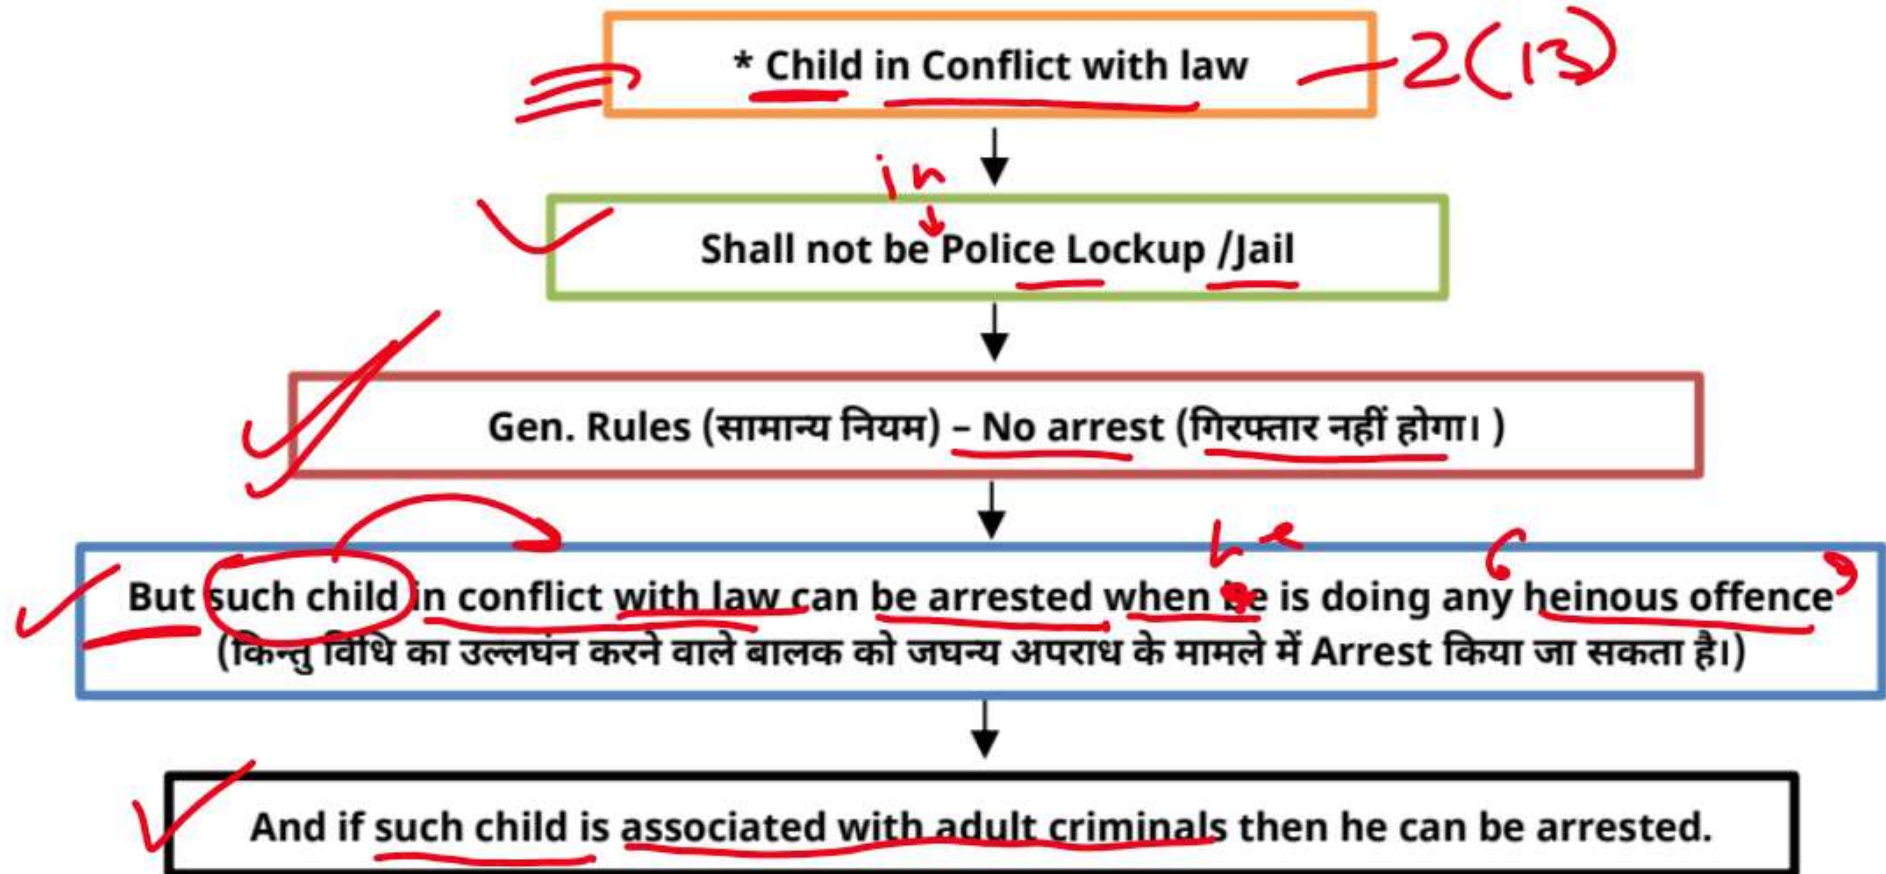 * Child in Conflict with law – 2(13)
in
Shall not be Police Lockup /Jail
Gen. Rules (सामान्य नियम) – No arrest (गिरफ्तार नहीं होगा। )
he
But such child in conflict with law can be arrested when be is doing any heinous offence
(किन्तु विधि का उल्लघंन करने वाले बालक को जघन्य अपराध के मामले में Arrest किया जा सकता है।)
And if such child is associated with adult criminals then he can be arrested.